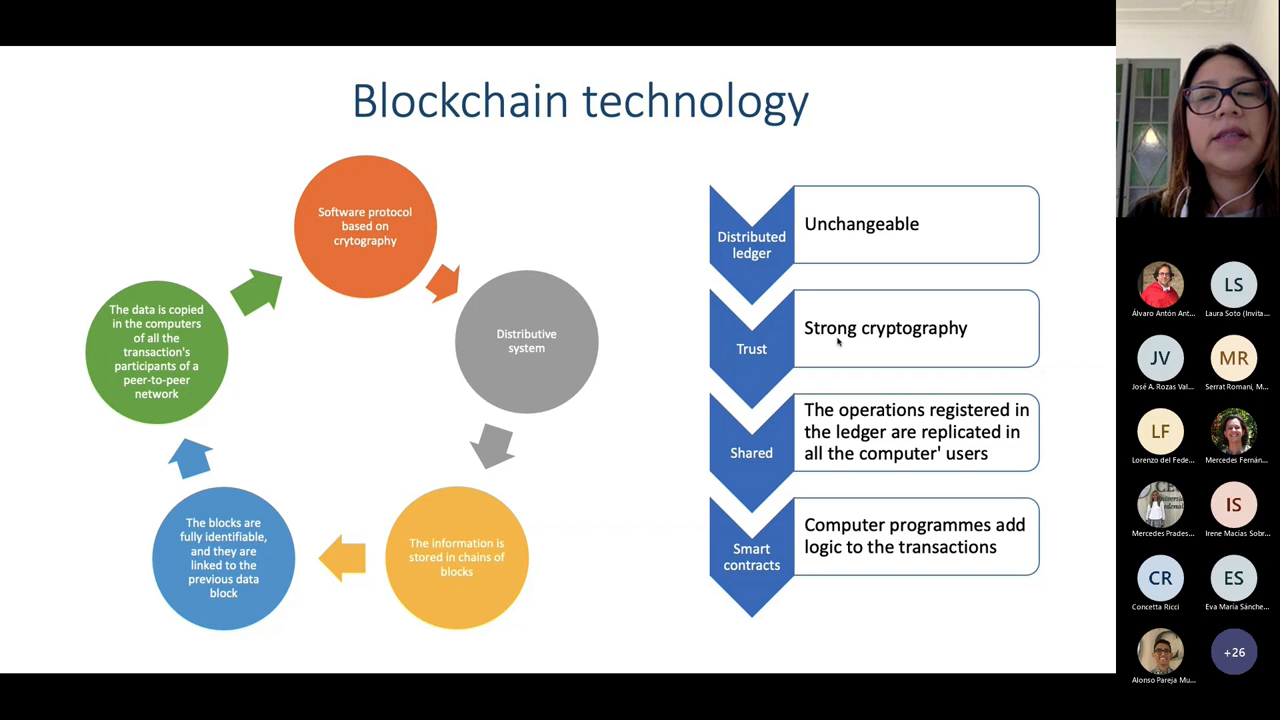 Blockchain technology
Software protocol
based on
crytography
Distributive
system
The information is
stored in chains of
blocks
The blocks are
fully identifiable,
and they are
linked to the
previous data
block
The data is copied
in the computers
of all the
transaction's
participants of a
peer-to-peer
network
Distributed
ledger
Unchangeable
Trust
Strong cryptography
Shared
The operations registered in
the ledger are replicated in
all the computer' users
Smart
contracts
Computer programmes add
logic to the transactions
Álvaro Antón Ant...
LS
Laura Soto (Invita...
JV
José A. Rozas Val...
MR
Serrat Romani, M...
LF
Lorenzo del Fede...
Mercedes Fernán...
Mercedes Prades...
IS
Irene Macías Sobr...
CR
Concetta Ricci
ES
Eva María Sánche...
Alonso Pareja Mu...
+26